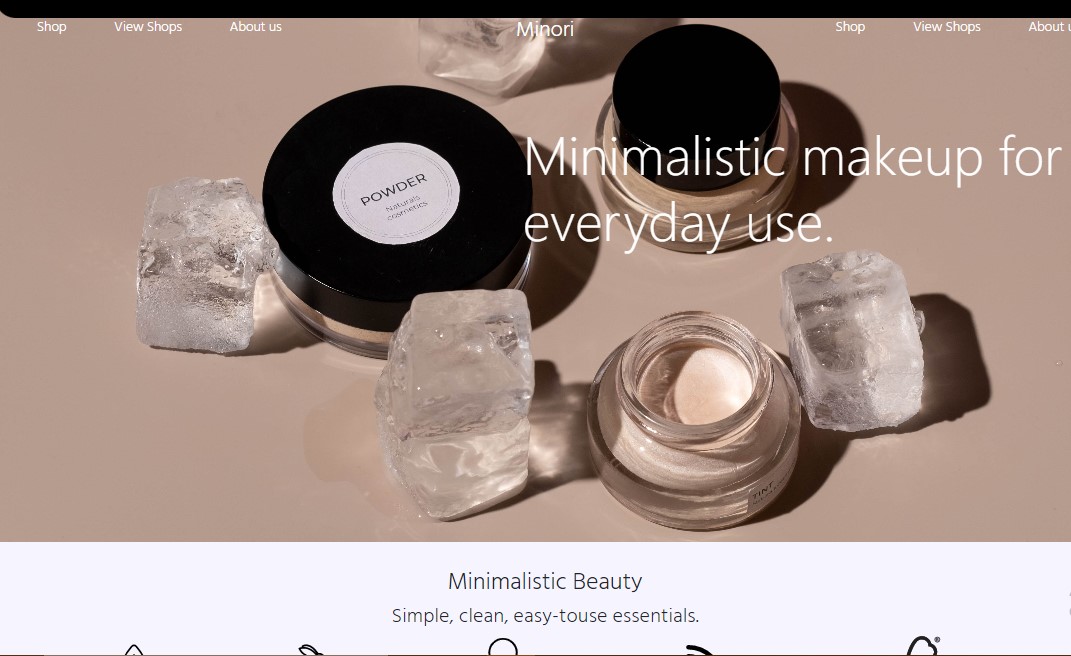 Shop View Shops About us Minori Shop View Shops About u
Minimalistic makeup for
everyday use.
POWDER
Naturals
cosmetics
TINT
Minimalistic Beauty
Simple, clean, easy-touse essentials.
®